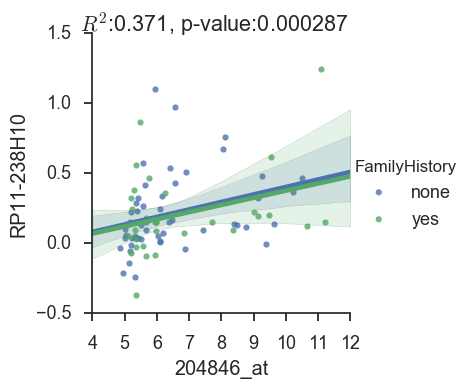 R²:0.371, p-value:0.000287
1.5
1.0
0.5
0.0
−0.5
RP11-238H10
4 5 6 7 8 9 10 11 12
204846_at
FamilyHistory
none
yes